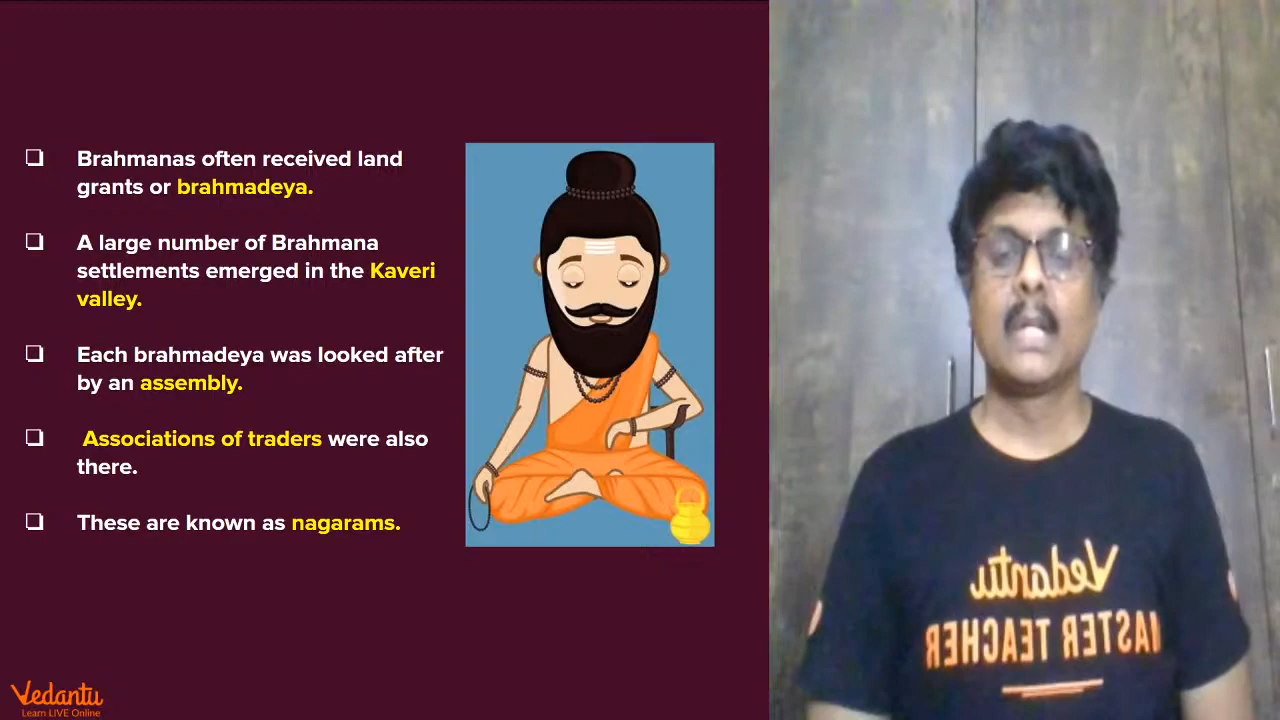 ❏ Brahmanas often received land
grants or brahmadeya.
❏ A large number of Brahmana
settlements emerged in the Kaveri
valley.
❏ Each brahmadeya was looked after
by an assembly.
❏ Associations of traders were also
there.
❏ These are known as nagarams.
Vedantu
MASTER TEACHER
Vedantu
Learn LIVE Online